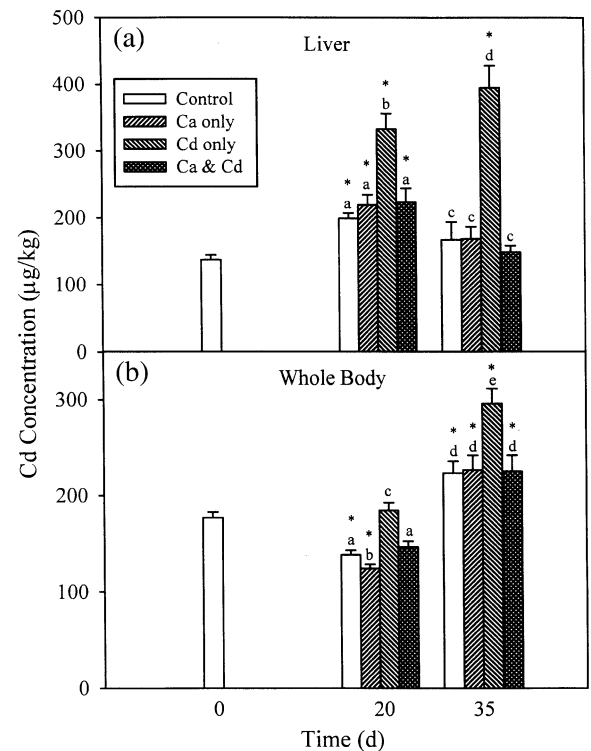 500
(a)
Liver
*
d
400
Control
Ca only
Cd only
Ca & Cd
*
b
300
*
a
*
a
*
a
200
c
c
c
100
0
Cd Concentration (µg/kg)
(b)
Whole Body
*
e
300
*
d
*
d
*
d
200
*
a
*
b
c
a
100
0
0
20
35
Time (d)